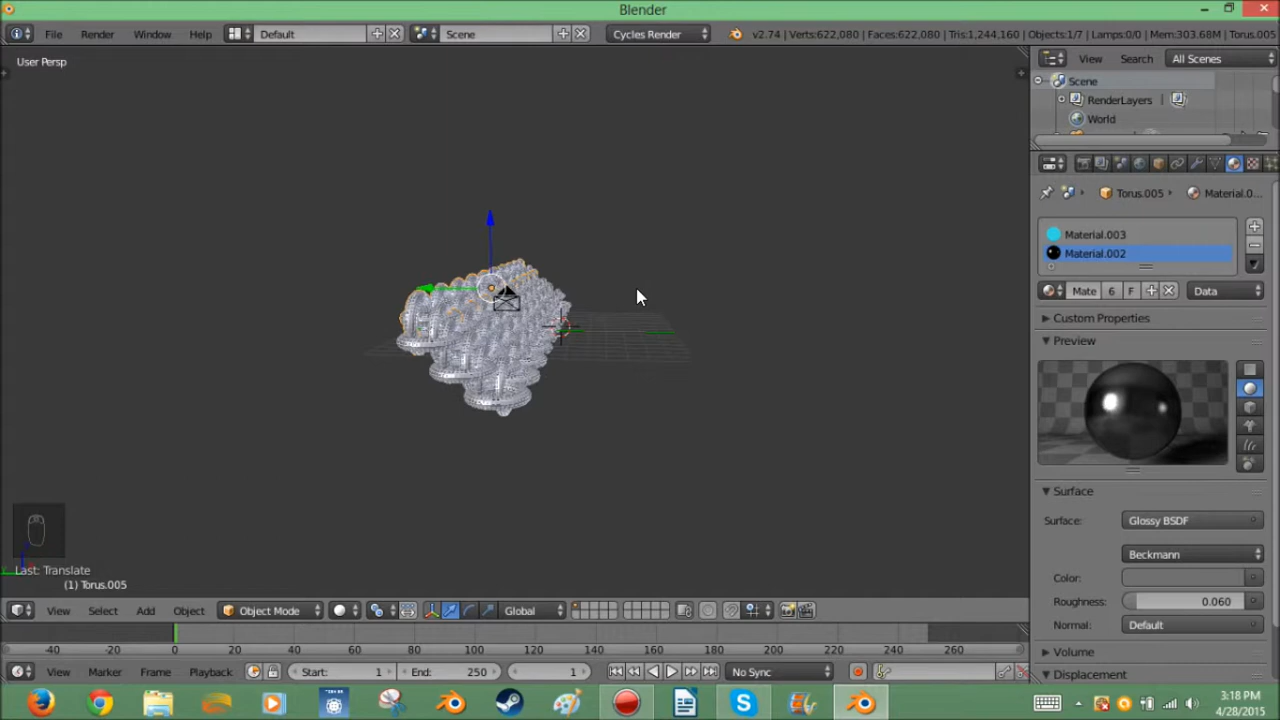 Blender
File Render Window Help Default Scene Cycles Render v2.74 | Verts:622,080 | Faces:622,080 | Tris:1,244,160 | Objects:1/7 | Lamps:0/0 | Mem:303.68M | Torus.005
User Persp
View Search All Scenes
Scene
RenderLayers
World
Torus.005 Material.0...
Material.003
Material.002
Mate 6 F Data
Custom Properties
Preview
Surface
Surface: Glossy BSDF
Beckmann
Color:
Roughness: 0.060
Normal: Default
Volume
Displacement
Last: Translate
(1) Torus.005
View Select Add Object Object Mode Global
-40 -20 0 20 40 60 80 100 120 140 160 180 200 220 240 260
View Marker Frame Playback Start: 1 End: 250 1 No Sync
3:18 PM
4/28/2015